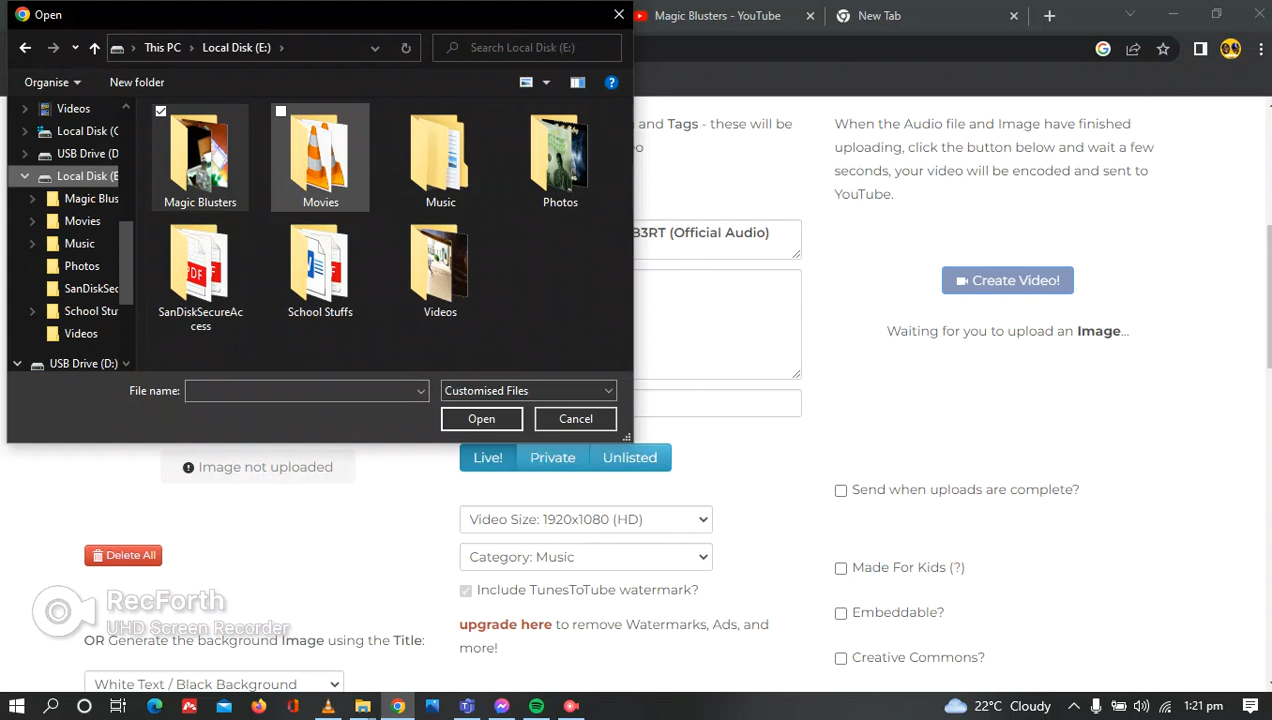 Open
Magic Blusters - YouTube
New Tab
This PC
Local Disk (E:)
Search Local Disk (E:)
Organise
New folder
Videos
Local Disk (C
USB Drive (D
Local Disk (E
Magic Blus
Movies
Music
Photos
SanDiskSec
School Stu
Videos
USB Drive (D:)
Magic Blusters
Movies
Music
Photos
SanDiskSecureAc
cess
School Stuffs
Videos
File name:
Customised Files
Open
Cancel
and Tags - these will be
B3RT (Official Audio)
When the Audio file and Image have finished
uploading, click the button below and wait a few
seconds, your video will be encoded and sent to
YouTube.
Create Video!
Waiting for you to upload an Image...
Image not uploaded
Live!
Private
Unlisted
Send when uploads are complete?
Video Size: 1920x1080 (HD)
Category: Music
Delete All
Include TunesToTube watermark?
Made For Kids (?)
Embeddable?
Creative Commons?
upgrade here to remove Watermarks, Ads, and
more!
RecForth
UHD Screen Recorder
OR Generate the background Image using the Title:
White Text / Black Background
22°C Cloudy
1:21 pm